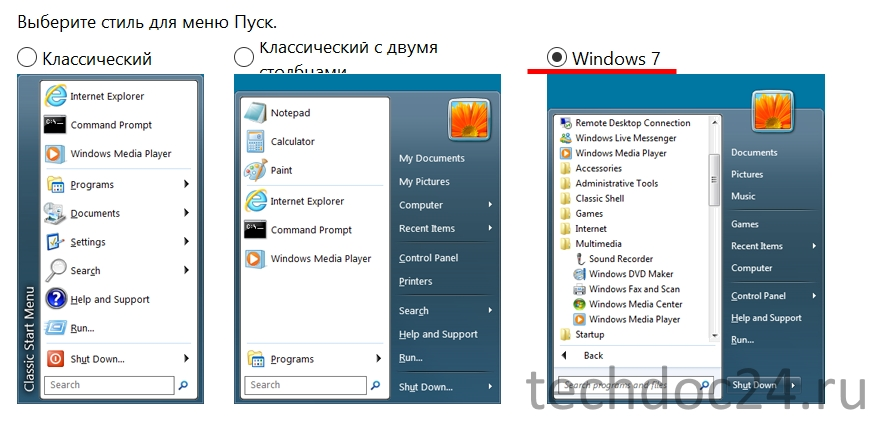 Выберите стиль для меню Пуск.
Классический
Internet Explorer
Command Prompt
Windows Media Player
Programs
Documents
Settings
Search
Help and Support
Run...
Shut Down...
Search
Classic Start Menu
Классический с двумя
столбцами
Notepad
Calculator
Paint
Internet Explorer
Command Prompt
Windows Media Player
Programs
Search
My Documents
My Pictures
Computer
Recent Items
Control Panel
Printers
Search
Help and Support
Run...
Shut Down...
Windows 7
Remote Desktop Connection
Windows Live Messenger
Windows Media Player
Accessories
Administrative Tools
Classic Shell
Games
Internet
Multimedia
Sound Recorder
Windows DVD Maker
Windows Fax and Scan
Windows Media Center
Windows Media Player
Startup
Back
Search programs and files
Documents
Pictures
Music
Games
Recent Items
Computer
Control Panel
Help and Support
Run...
Shut Down
techdoc24.ru